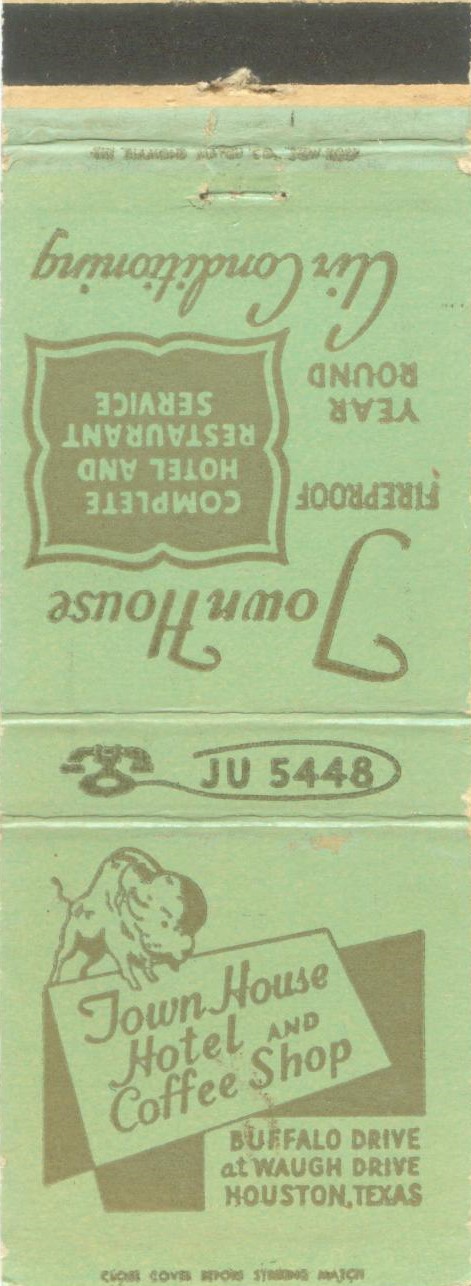 Town House
FIREPROOF
YEAR
ROUND
Air Conditioning
COMPLETE
HOTEL AND
RESTAURANT
SERVICE
JU 5448
Town House
Hotel AND
Coffee Shop
BUFFALO DRIVE
at WAUGH DRIVE
HOUSTON, TEXAS
CLOSE COVER BEFORE STRIKING MATCH